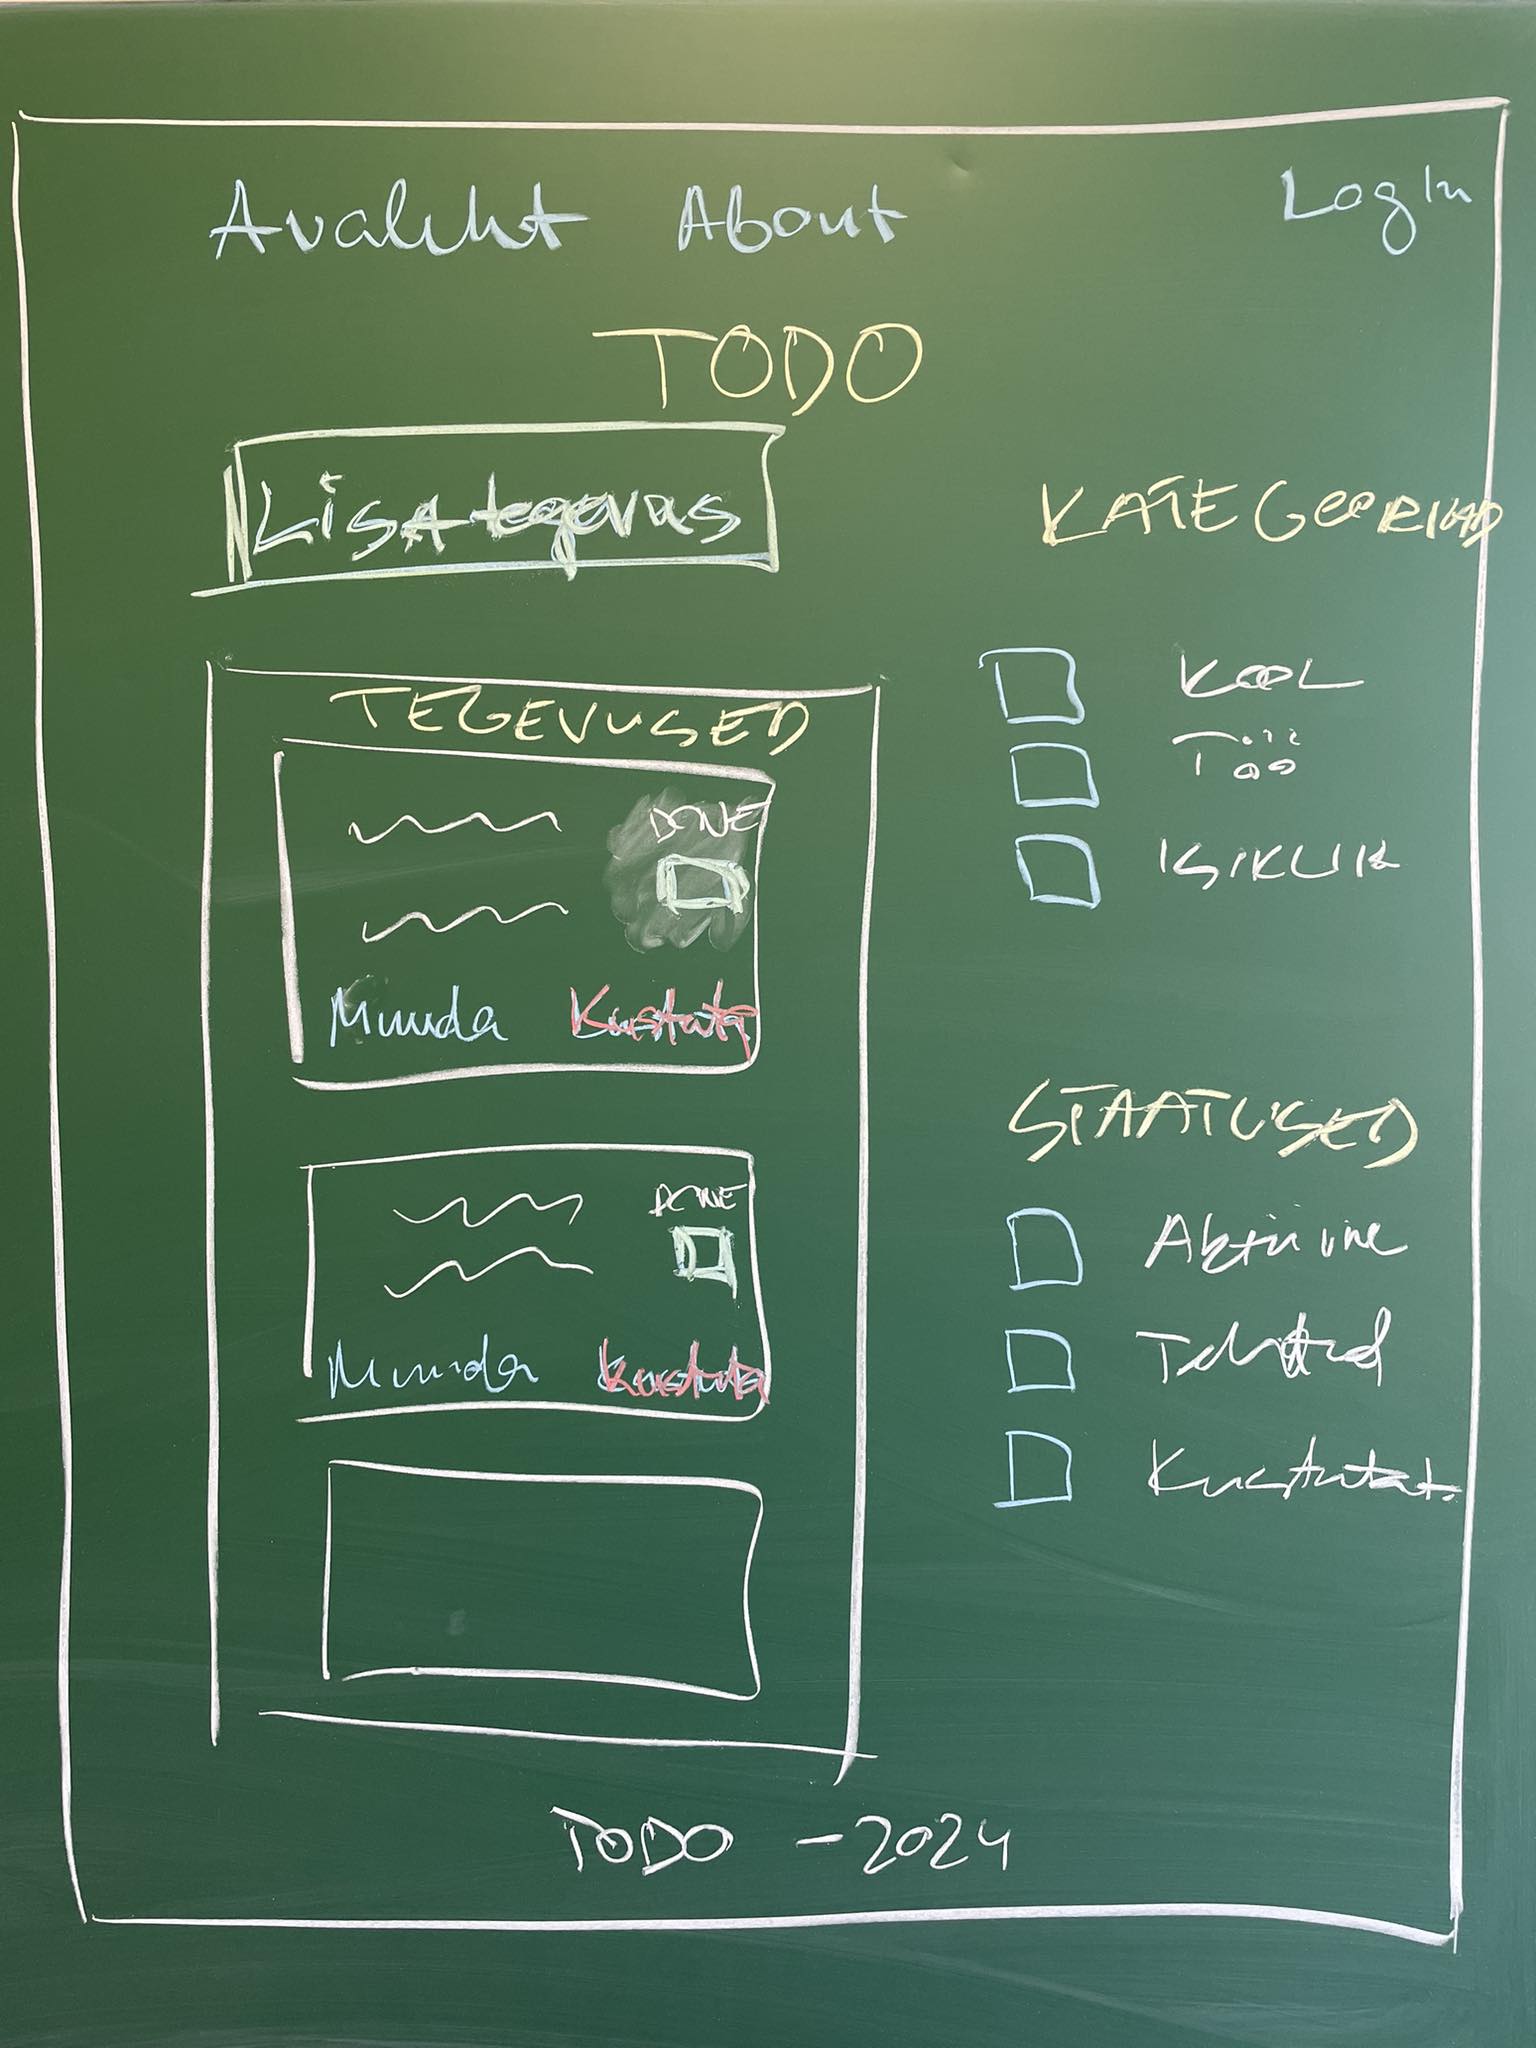 Avaleht About Log In
TODO
Lisa tegevus
KATEGOORIAD
KOOL
TÖÖ
ISIKLIK
TEGEVUSED
DONE
Muuda Kustuta
DONE
Muuda Kustuta
STAATUSED
Aktiivne
Tehtud
Kustutat.
TODO - 2024